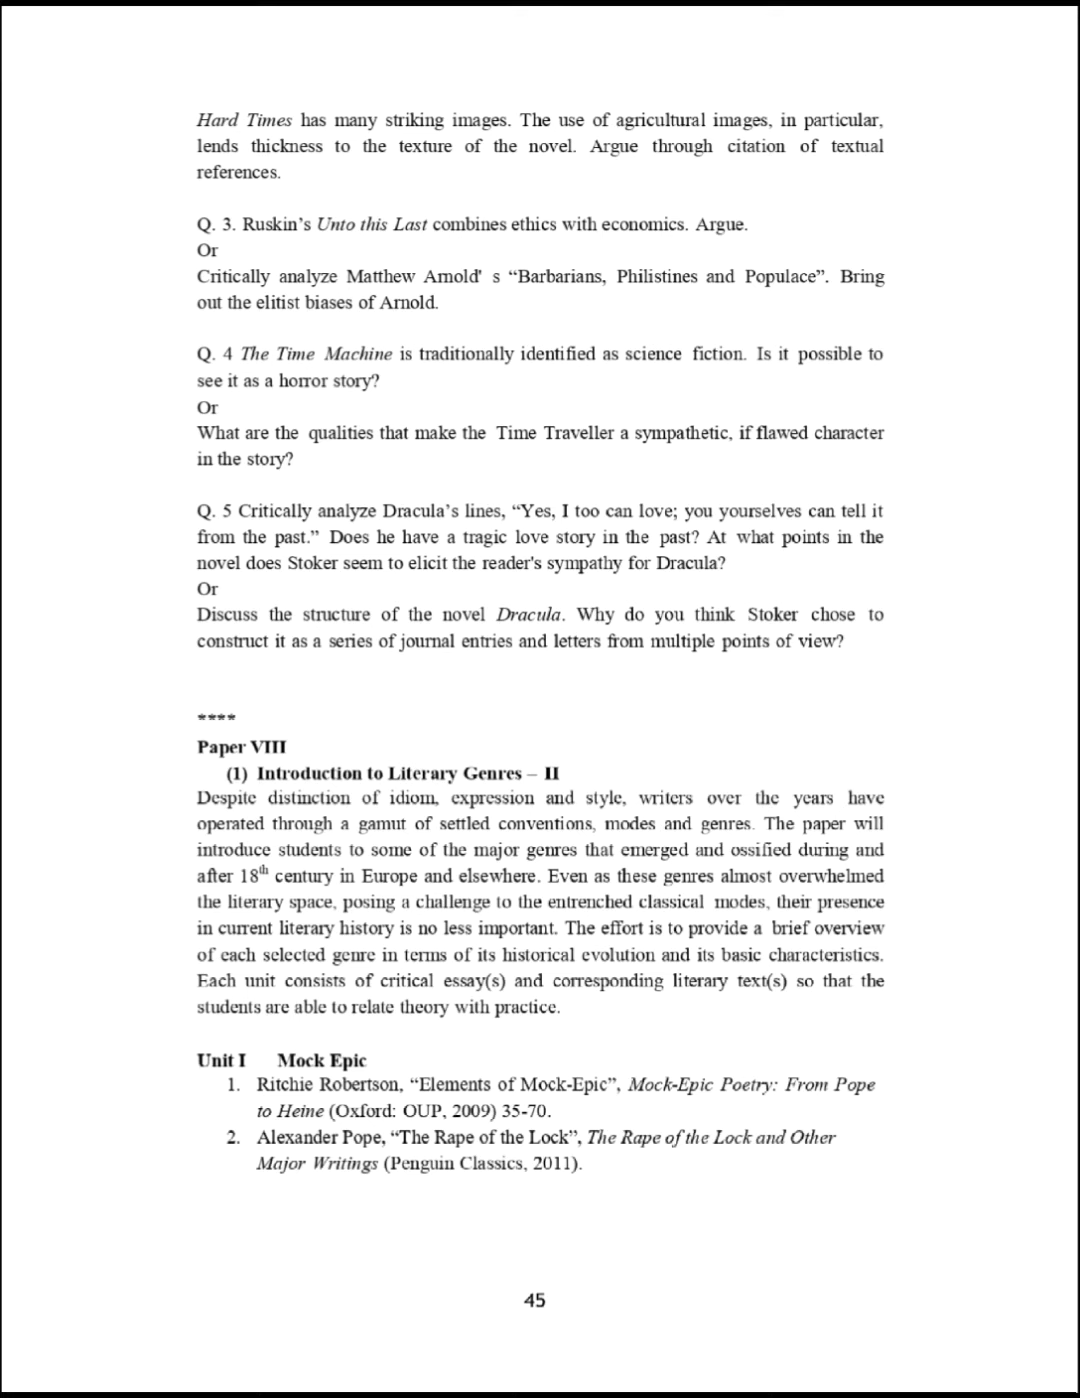 Hard Times has many striking images. The use of agricultural images, in particular,
lends thickness to the texture of the novel. Argue through citation of textual
references.
Q. 3. Ruskin’s Unto this Last combines ethics with economics. Argue.
Or
Critically analyze Matthew Arnold' s “Barbarians, Philistines and Populace”. Bring
out the elitist biases of Arnold.
Q. 4 The Time Machine is traditionally identified as science fiction. Is it possible to
see it as a horror story?
Or
What are the qualities that make the Time Traveller a sympathetic, if flawed character
in the story?
Q. 5 Critically analyze Dracula’s lines, “Yes, I too can love; you yourselves can tell it
from the past.” Does he have a tragic love story in the past? At what points in the
novel does Stoker seem to elicit the reader's sympathy for Dracula?
Or
Discuss the structure of the novel Dracula. Why do you think Stoker chose to
construct it as a series of journal entries and letters from multiple points of view?
****
Paper VIII
(1) Introduction to Literary Genres – II
Despite distinction of idiom, expression and style, writers over the years have
operated through a gamut of settled conventions, modes and genres. The paper will
introduce students to some of the major genres that emerged and ossified during and
after 18th century in Europe and elsewhere. Even as these genres almost overwhelmed
the literary space, posing a challenge to the entrenched classical modes, their presence
in current literary history is no less important. The effort is to provide a brief overview
of each selected genre in terms of its historical evolution and its basic characteristics.
Each unit consists of critical essay(s) and corresponding literary text(s) so that the
students are able to relate theory with practice.
Unit I Mock Epic
1. Ritchie Robertson, “Elements of Mock-Epic”, Mock-Epic Poetry: From Pope
to Heine (Oxford: OUP, 2009) 35-70.
2. Alexander Pope, “The Rape of the Lock”, The Rape of the Lock and Other
Major Writings (Penguin Classics, 2011).
45